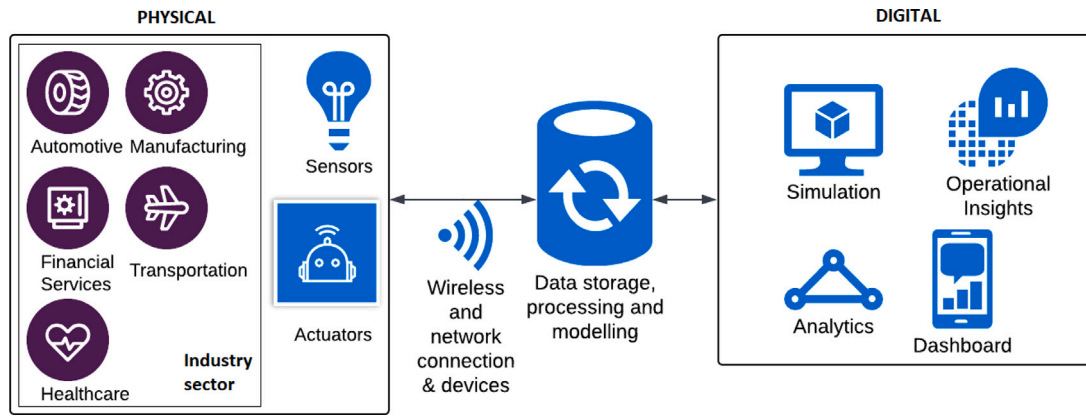 PHYSICAL
DIGITAL
Automotive
Manufacturing
Sensors
Financial
Services
Transportation
Actuators
Healthcare
Industry
sector
Wireless
and
network
connection
& devices
Data storage,
processing and
modelling
Simulation
Operational
Insights
Analytics
Dashboard